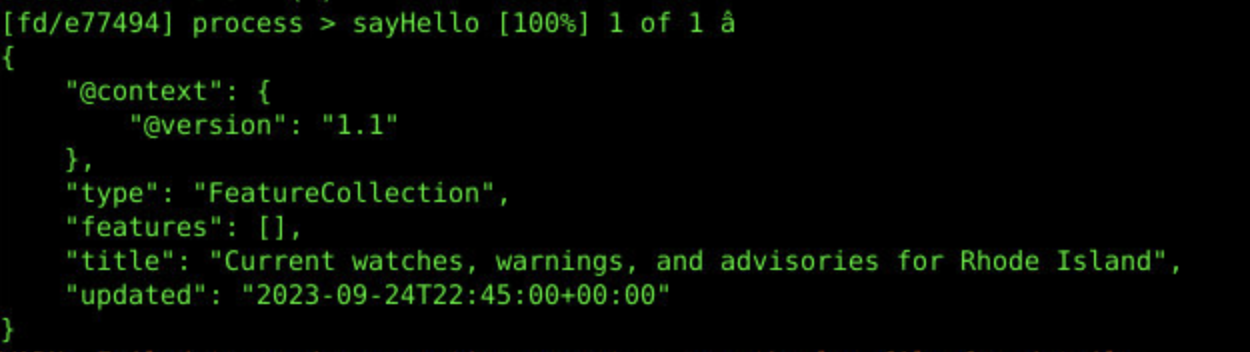 [fd/e77494] process > sayHello [100%] 1 of 1 â
{
    "@context": {
        "@version": "1.1"
    },
    "type": "FeatureCollection",
    "features": [],
    "title": "Current watches, warnings, and advisories for Rhode Island",
    "updated": "2023-09-24T22:45:00+00:00"
}